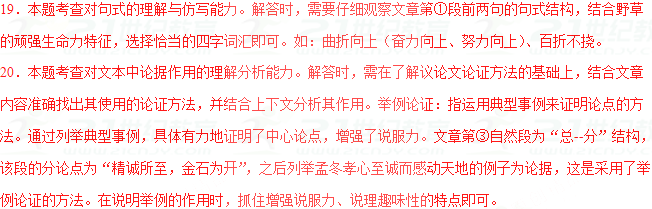 19．本题考查对句式的理解与仿写能力。解答时，需要仔细观察文章第①段前两句的句式结构，结合野草
的顽强生命力特征，选择恰当的四字词汇即可。如：曲折向上（奋力向上、努力向上）、百折不挠。
20．本题考查对文本中论据作用的理解分析能力。解答时，需在了解议论文论证方法的基础上，结合文章
内容准确找出其使用的论证方法，并结合上下文分析其作用。举例论证：指运用典型事例来证明论点的方
法。通过列举典型事例，具体有力地证明了中心论点，增强了说服力。文章第③自然段为“总--分”结构，
该段的分论点为“精诚所至，金石为开”，之后列举孟冬孝心至诚而感动天地的例子为论据，这是采用了举
例论证的方法。在说明举例的作用时，抓住增强说服力、说理趣味性的特点即可。